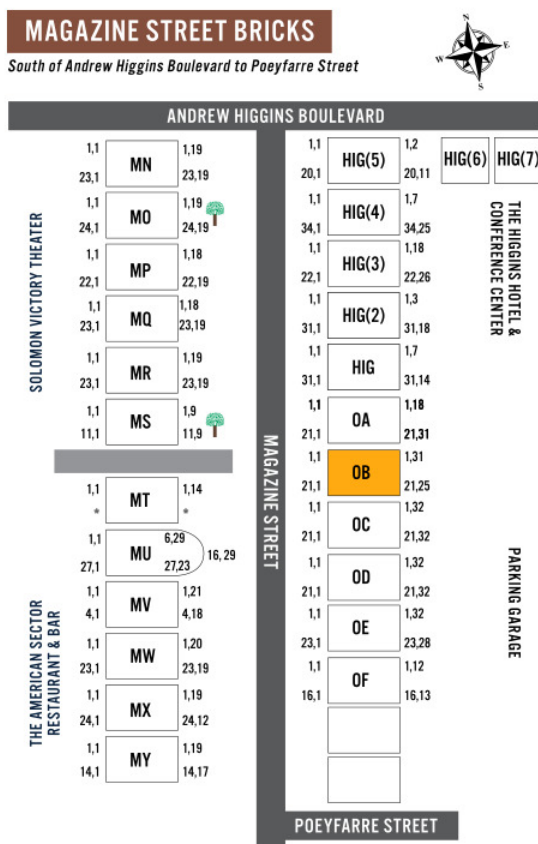 MAGAZINE STREET BRICKS
South of Andrew Higgins Boulevard to Poeyfarre Street
N
W E
S
ANDREW HIGGINS BOULEVARD
SOLOMON VICTORY THEATER
1,1 MN 1,19
23,1 23,19
1,1 MO 1,19
24,1 24,19
1,1 MP 1,18
22,1 22,19
1,1 MQ 1,18
23,1 23,19
1,1 MR 1,19
23,1 23,19
1,1 MS 1,9
11,1 11,9
THE AMERICAN SECTOR
RESTAURANT & BAR
1,1 MT 1,14
* *
1,1 MU 6,29
16, 29
27,1 27,23
1,1 MV 1,21
4,1 4,18
1,1 MW 1,20
23,1 23,19
1,1 MX 1,19
24,1 24,12
1,1 MY 1,19
14,1 14,17
MAGAZINE STREET
1,1 HIG(5) 1,2 HIG(6) HIG(7)
20,1 20,11
1,1 HIG(4) 1,7
34,1 34,25
1,1 HIG(3) 1,18
22,1 22,26
1,1 HIG(2) 1,3
31,1 31,18
1,1 HIG 1,7
31,1 31,14
1,1 OA 1,18
21,1 21,31
1,1 OB 1,31
21,1 21,25
1,1 OC 1,32
21,1 21,32
1,1 OD 1,32
21,1 21,32
1,1 OE 1,32
23,1 23,28
1,1 OF 1,12
16,1 16,13
THE HIGGINS HOTEL &
CONFERENCE CENTER
PARKING GARAGE
POEYFARRE STREET